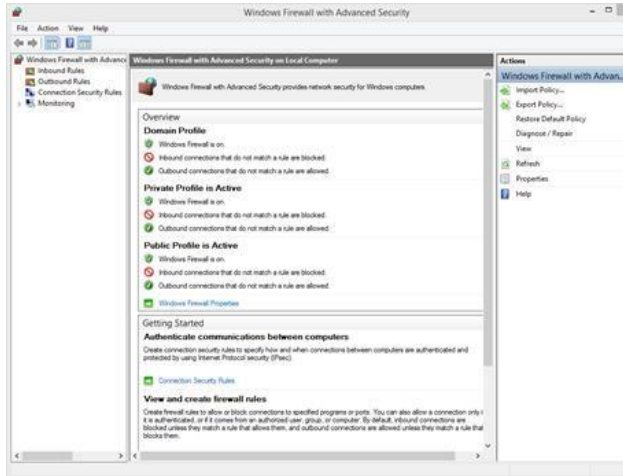 Windows Firewall with Advanced Security
File Action View Help
Windows Firewall with Advance
Inbound Rules
Outbound Rules
Connection Security Rules
Monitoring
Windows Firewall with Advanced Security on Local Computer
Windows Firewall with Advanced Security provides network security for Windows computers.
Overview
Domain Profile
Windows Firewall is on.
Inbound connections that do not match a rule are blocked.
Outbound connections that do not match a rule are allowed.
Private Profile is Active
Windows Firewall is on.
Inbound connections that do not match a rule are blocked.
Outbound connections that do not match a rule are allowed.
Public Profile is Active
Windows Firewall is on.
Inbound connections that do not match a rule are blocked.
Outbound connections that do not match a rule are allowed.
Windows Firewall Properties
Getting Started
Authenticate communications between computers
Create connection security rules to specify how and when connections between computers are authenticated and
protected by using Internet Protocol security (IPsec).
Connection Security Rules
View and create firewall rules
Create firewall rules to allow or block connections to specified programs or ports. You can also allow a connection only i
it is authenticated, or if it comes from an authorized user, group, or computer. By default, inbound connections are
blocked unless they match a rule that allows them, and outbound connections are allowed unless they match a rule that
blocks them.
Actions
Windows Firewall with Advan...
Import Policy...
Export Policy...
Restore Default Policy
Diagnose / Repair
View
Refresh
Properties
Help